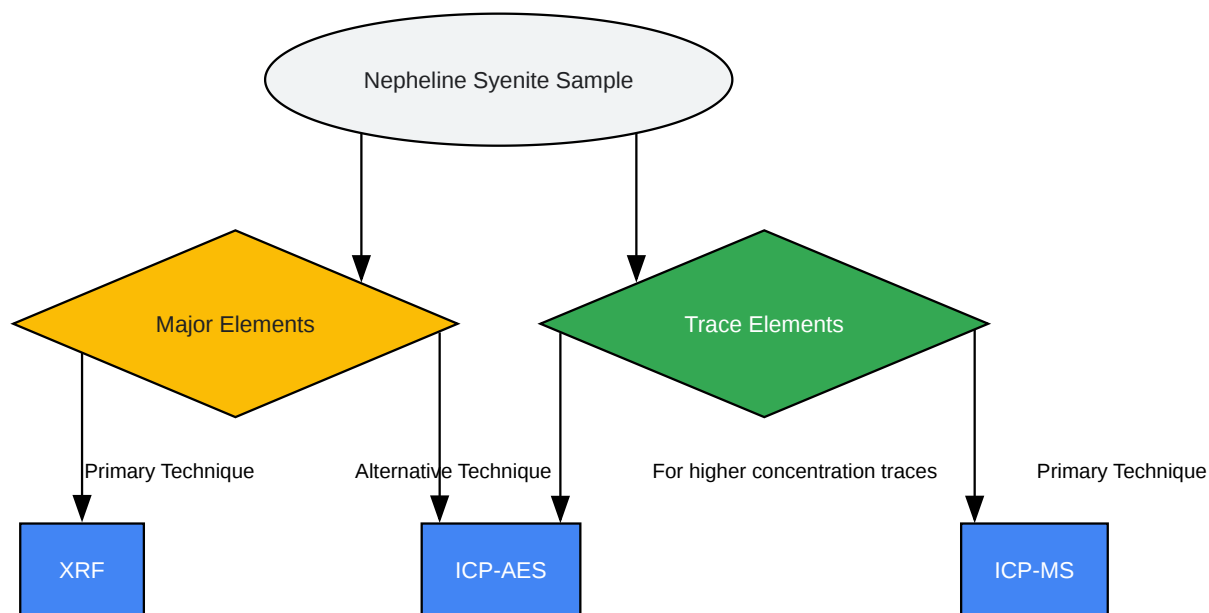 Nepheline Syenite Sample
Major Elements
Trace Elements
Primary Technique
Alternative Technique
For higher concentration traces
Primary Technique
XRF
ICP-AES
ICP-MS